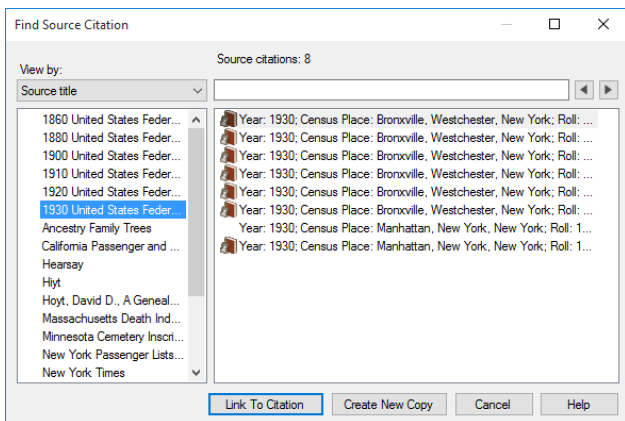 Find Source Citation
Source citations: 8
View by:
Source title
1860 United States Feder...
1880 United States Feder...
1900 United States Feder...
1910 United States Feder...
1920 United States Feder...
1930 United States Feder...
Ancestry Family Trees
California Passenger and ...
Hearsay
Hiyt
Hoyt, David D., A Geneal...
Massachusetts Death Ind...
Minnesota Cemetery Inscri...
New York Passenger Lists...
New York Times
Year: 1930; Census Place: Bronxville, Westchester, New York; Roll: ...
Year: 1930; Census Place: Bronxville, Westchester, New York; Roll: ...
Year: 1930; Census Place: Bronxville, Westchester, New York; Roll: ...
Year: 1930; Census Place: Bronxville, Westchester, New York; Roll: ...
Year: 1930; Census Place: Bronxville, Westchester, New York; Roll: ...
Year: 1930; Census Place: Bronxville, Westchester, New York; Roll: ...
Year: 1930; Census Place: Manhattan, New York, New York; Roll: 1...
Year: 1930; Census Place: Manhattan, New York, New York; Roll: 1...
Link To Citation
Create New Copy
Cancel
Help